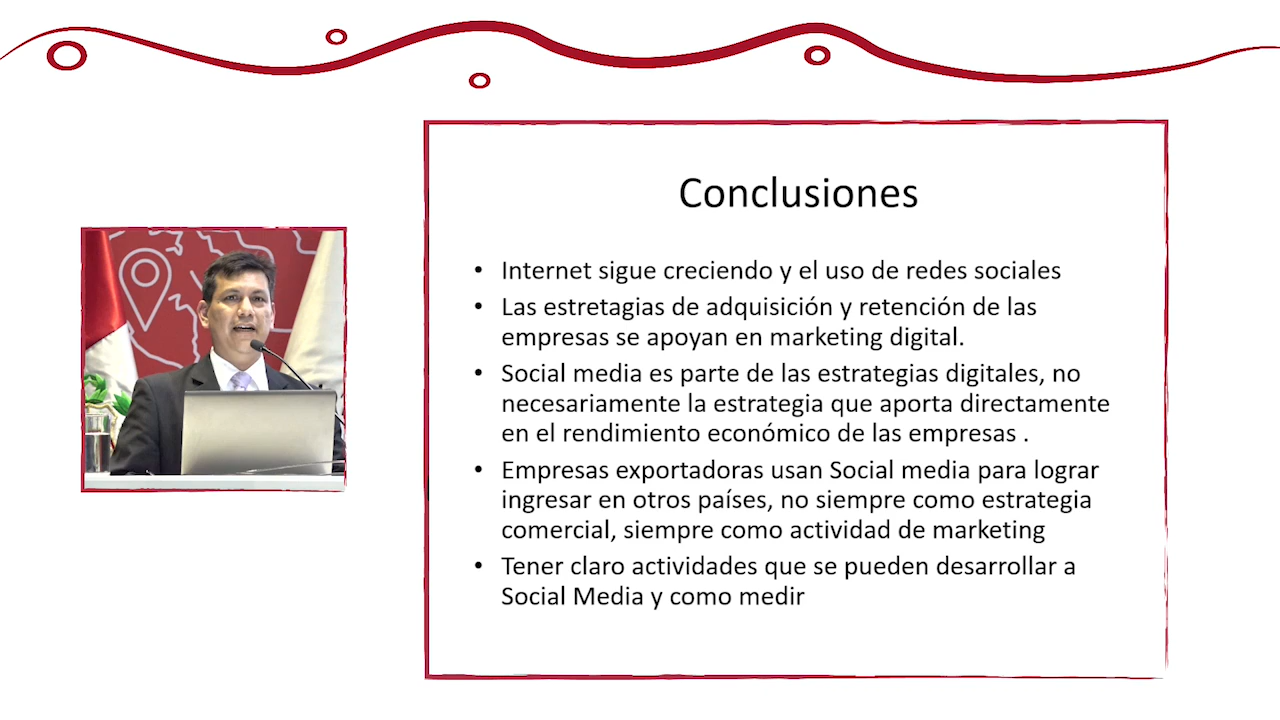 Conclusiones
• Internet sigue creciendo y el uso de redes sociales
• Las estretagias de adquisición y retención de las
empresas se apoyan en marketing digital.
• Social media es parte de las estrategias digitales, no
necesariamente la estrategia que aporta directamente
en el rendimiento económico de las empresas .
• Empresas exportadoras usan Social media para lograr
ingresar en otros países, no siempre como estrategia
comercial, siempre como actividad de marketing
• Tener claro actividades que se pueden desarrollar a
Social Media y como medir